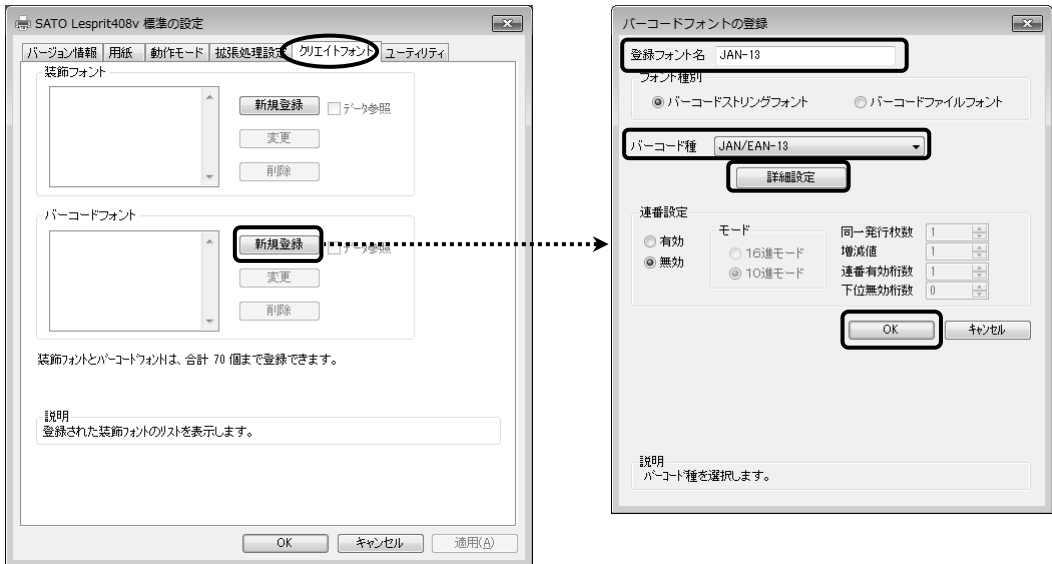 SATO Lesprit408v 標準の設定
バージョン情報 用紙 動作モード 拡張処理設定 クリエイトフォント ユーティリティ
装飾フォント
新規登録 データ参照
変更
削除
バーコードフォント
新規登録 データ参照
変更
削除
装飾フォントとバーコードフォントは、合計 70 個まで登録できます。
説明
登録された装飾フォントのリストを表示します。
OK キャンセル 適用(A)
バーコードフォントの登録
登録フォント名 JAN-13
フォント種別
バーコードストリングフォント バーコードファイルフォント
バーコード種 JAN/EAN-13
詳細設定
連番設定
有効
無効
モード
16進モード
10進モード
同一発行枚数 1
増減値 1
連番有効桁数 1
下位無効桁数 0
OK キャンセル
説明
バーコード種を選択します。